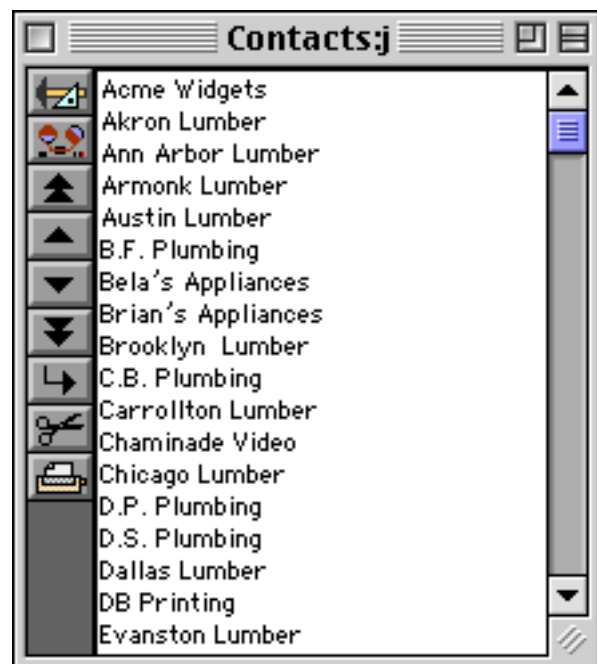 Contacts:j
Acme Widgets
Akron Lumber
Ann Arbor Lumber
Armonk Lumber
Austin Lumber
B.F. Plumbing
Bela's Appliances
Brian's Appliances
Brooklyn  Lumber
C.B. Plumbing
Carrollton Lumber
Chaminade Video
Chicago Lumber
D.P. Plumbing
D.S. Plumbing
Dallas Lumber
DB Printing
Evanston Lumber